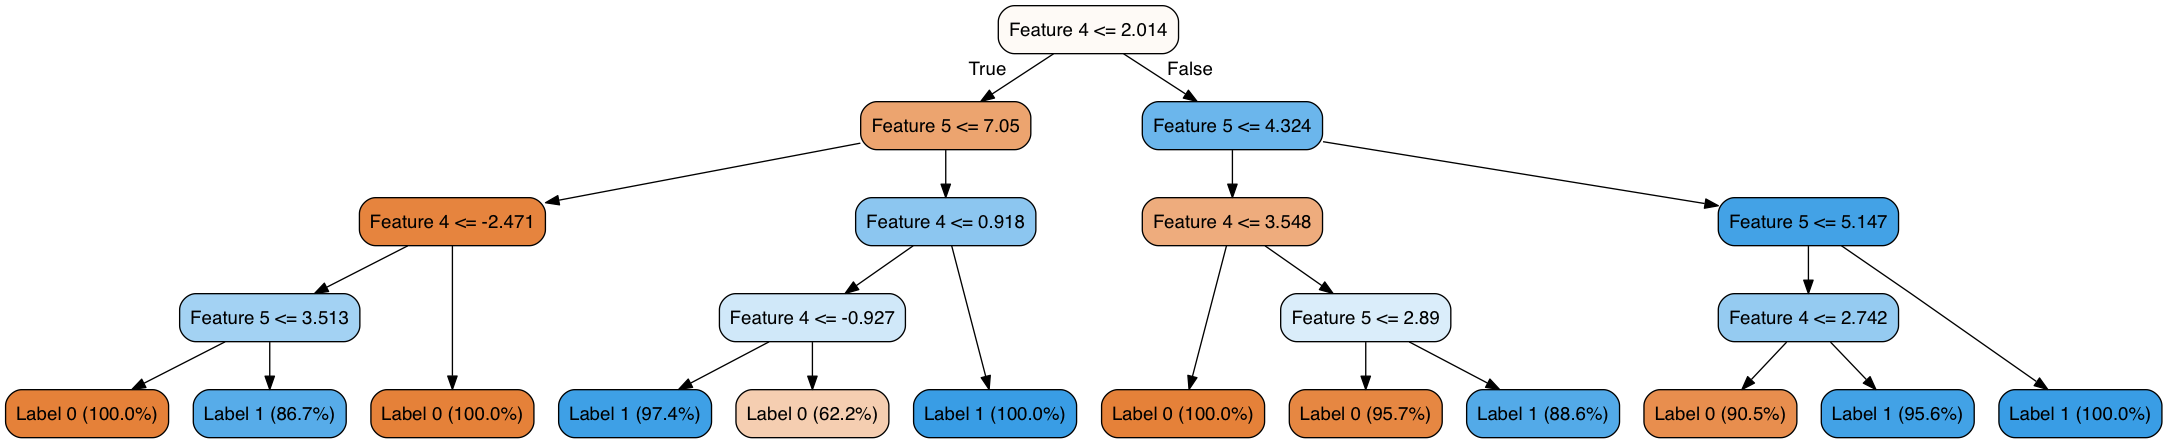 Feature 4 <= 2.014
True
False
Feature 5 <= 7.05
Feature 5 <= 4.324
Feature 4 <= -2.471
Feature 4 <= 0.918
Feature 4 <= 3.548
Feature 5 <= 5.147
Feature 5 <= 3.513
Feature 4 <= -0.927
Feature 5 <= 2.89
Feature 4 <= 2.742
Label 0 (100.0%)
Label 1 (86.7%)
Label 0 (100.0%)
Label 1 (97.4%)
Label 0 (62.2%)
Label 1 (100.0%)
Label 0 (100.0%)
Label 0 (95.7%)
Label 1 (88.6%)
Label 0 (90.5%)
Label 1 (95.6%)
Label 1 (100.0%)